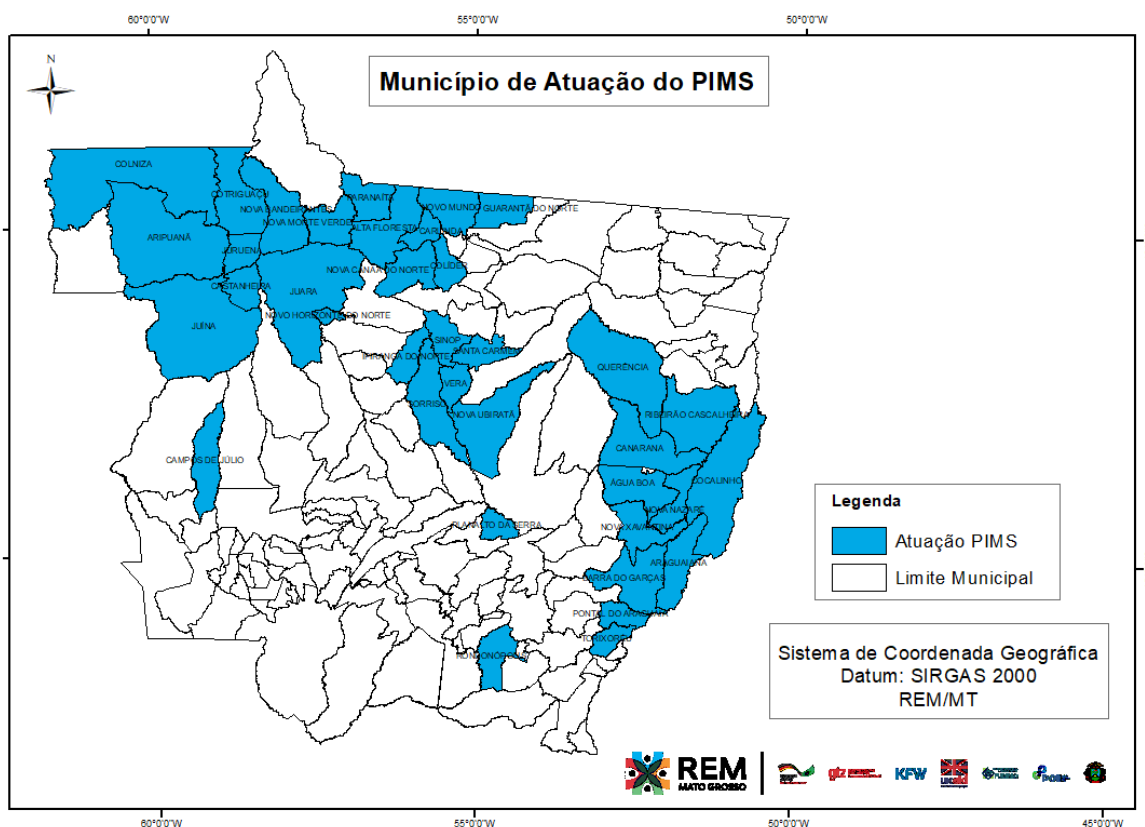 60°0'0"W 55°0'0"W 50°0'0"W
N
Município de Atuação do PIMS
COLNIZA
COTRIGUAÇU
PARANAÍTA
NOVA BANDEIRANTES
NOVO MUNDO
GUARANTÃ DO NORTE
NOVA MONTE VERDE
ALTA FLORESTA
CARLINDA
ARIPUANÃ
JURUENA
NOVA CANAÃ DO NORTE
COLÍDER
CASTANHEIRA
JUARA
NOVO HORIZONTE DO NORTE
JUÍNA
SINOP
SANTA CARMEM
IPIRANGA DO NORTE
QUERÊNCIA
VERA
SORRISO
NOVA UBIRATÃ
RIBEIRÃO CASCALHEIRA
CANARANA
CAMPOS DE JÚLIO
ÁGUA BOA
COCALINHO
NOVA NAZARÉ
PLANALTO DA SERRA
NOVA XAVANTINA
ARAGUAIANA
BARRA DO GARÇAS
PONTAL DO ARAGUAIA
TORIXORÉU
RONDONÓPOLIS
Legenda
Atuação PIMS
Limite Municipal
Sistema de Coordenada Geográfica
Datum: SIRGAS 2000
REM/MT
REM
MATO GROSSO
giz
KFW
60°0'0"W 55°0'0"W 50°0'0"W 45°0'0"W